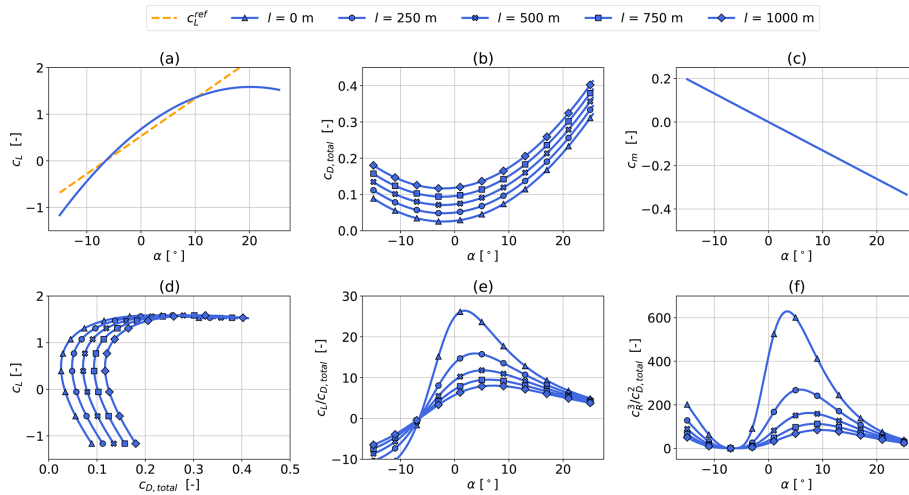 c_L^ref l = 0 m l = 250 m l = 500 m l = 750 m l = 1000 m
(a) (b) (c)
c_L [-]
2
1
0
−1
−10 0 10 20
α [°]
c_D,total [-]
0.4
0.2
0.1
0.0
−10 0 10 20
α [°]
c_m [-]
0.2
0.0
−0.2
−0.4
−10 0 10 20
α [°]
(d) (e) (f)
c_L [-]
2
1
0
−1
0.0 0.1 0.2 0.3 0.4 0.5
c_D,total [-]
c_L/c_D,total [-]
30
20
10
0
−10
−10 0 10 20
α [°]
c_R^3/c_D,total^2 [-]
600
400
200
0
−10 0 10 20
α [°]